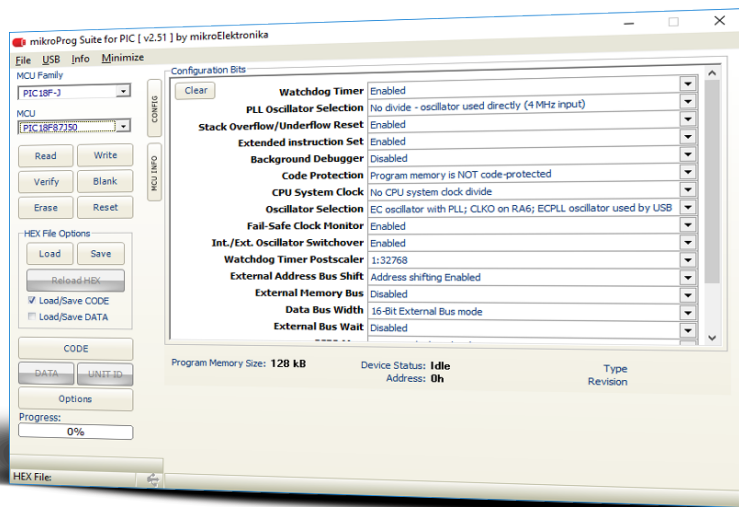 mikroProg Suite for PIC [ v2.51 ] by mikroElektronika
File USB Info Minimize
MCU Family
PIC18F-J
MCU
PIC18F87J50
Read Write
Verify Blank
Erase Reset
HEX File Options
Load Save
Reload HEX
Load/Save CODE
Load/Save DATA
CODE
DATA UNIT ID
Options
Progress:
0%
HEX File:
CONFIG
MCU INFO
Configuration Bits
Clear
Watchdog Timer Enabled
PLL Oscillator Selection No divide - oscillator used directly (4 MHz input)
Stack Overflow/Underflow Reset Enabled
Extended instruction Set Enabled
Background Debugger Disabled
Code Protection Program memory is NOT code-protected
CPU System Clock No CPU system clock divide
Oscillator Selection EC oscillator with PLL; CLKO on RA6; ECPLL oscillator used by USB
Fail-Safe Clock Monitor Enabled
Int./Ext. Oscillator Switchover Enabled
Watchdog Timer Postscaler 1:32768
External Address Bus Shift Address shifting Enabled
External Memory Bus Disabled
Data Bus Width 16-Bit External Bus mode
External Bus Wait Disabled
Program Memory Size: 128 kB Device Status: Idle Type
Address: 0h Revision